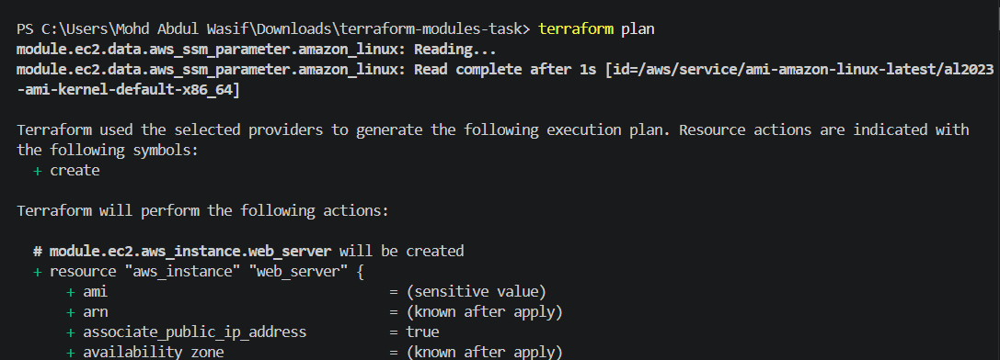 PS C:\Users\Mohd Abdul Wasif\Downloads\terraform-modules-task> terraform plan
module.ec2.data.aws_ssm_parameter.amazon_linux: Reading...
module.ec2.data.aws_ssm_parameter.amazon_linux: Read complete after 1s [id=/aws/service/ami-amazon-linux-latest/al2023
-ami-kernel-default-x86_64]
Terraform used the selected providers to generate the following execution plan. Resource actions are indicated with
the following symbols:
+ create
Terraform will perform the following actions:
# module.ec2.aws_instance.web_server will be created
+ resource "aws_instance" "web_server" {
+ ami = (sensitive value)
+ arn = (known after apply)
+ associate_public_ip_address = true
+ availability_zone = (known after apply)